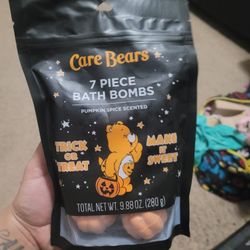 Care Bears
7 PIECE
BATH BOMBS
PUMPKIN SPICE SCENTED
TRICK
OR
TREAT
MAKE
IT
SWEET
TOTAL NET WT. 9.88 OZ. (280 g)